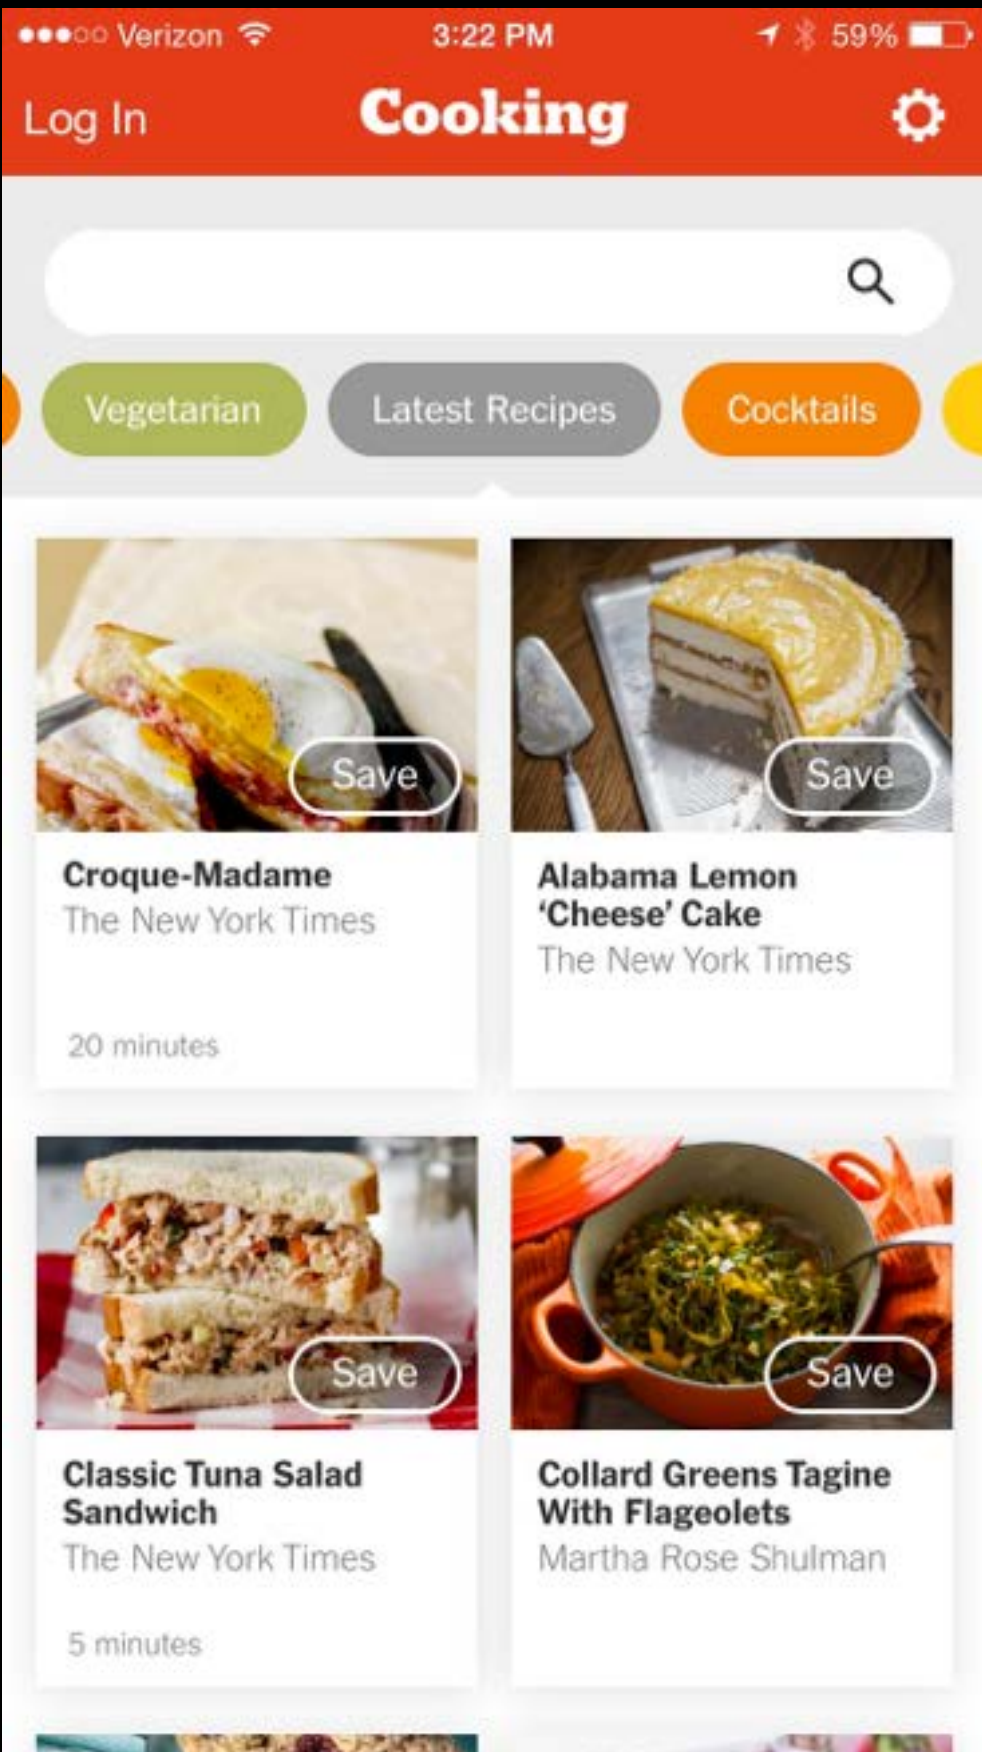 Verizon 3:22 PM 59%
Log In Cooking
Vegetarian Latest Recipes Cocktails
Save
Save
Croque-Madame
The New York Times
20 minutes
Alabama Lemon
‘Cheese’ Cake
The New York Times
Save
Save
Classic Tuna Salad
Sandwich
The New York Times
5 minutes
Collard Greens Tagine
With Flageolets
Martha Rose Shulman